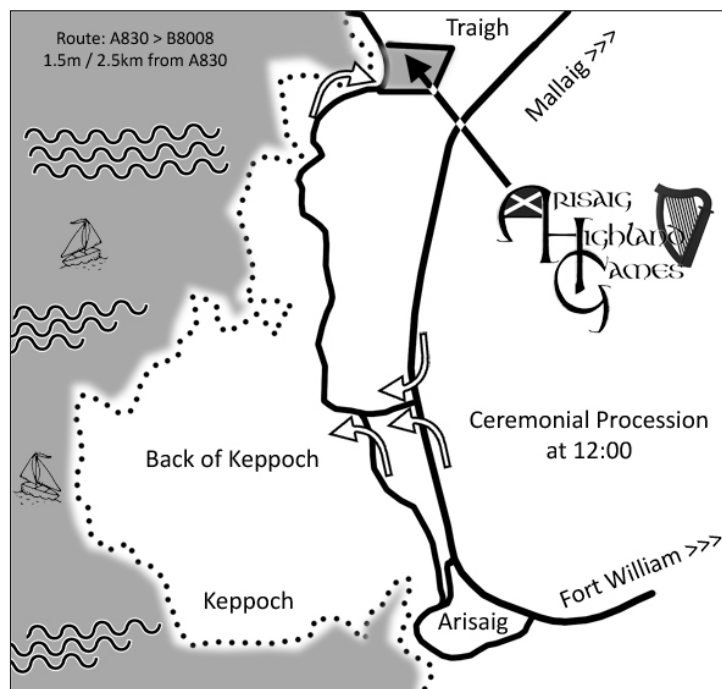 Route: A830 > B8008
1.5m / 2.5km from A830
Traigh
Mallaig >>>
Arisaig
Highland
Games
Ceremonial Procession
at 12:00
Back of Keppoch
Fort William >>>
Keppoch
Arisaig